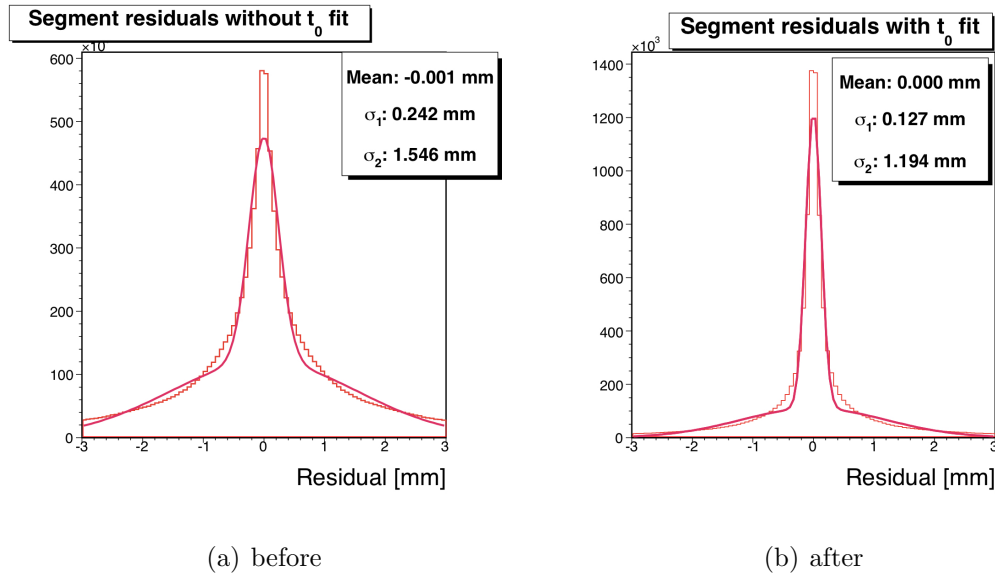 Segment residuals without t₀ fit
×10
Mean: -0.001 mm
σ₁: 0.242 mm
σ₂: 1.546 mm
600
500
400
300
200
100
0
-3 -2 -1 0 1 2 3
Residual [mm]
(a) before
Segment residuals with t₀ fit
×10³
Mean: 0.000 mm
σ₁: 0.127 mm
σ₂: 1.194 mm
1400
1200
1000
800
600
400
200
0
-3 -2 -1 0 1 2 3
Residual [mm]
(b) after